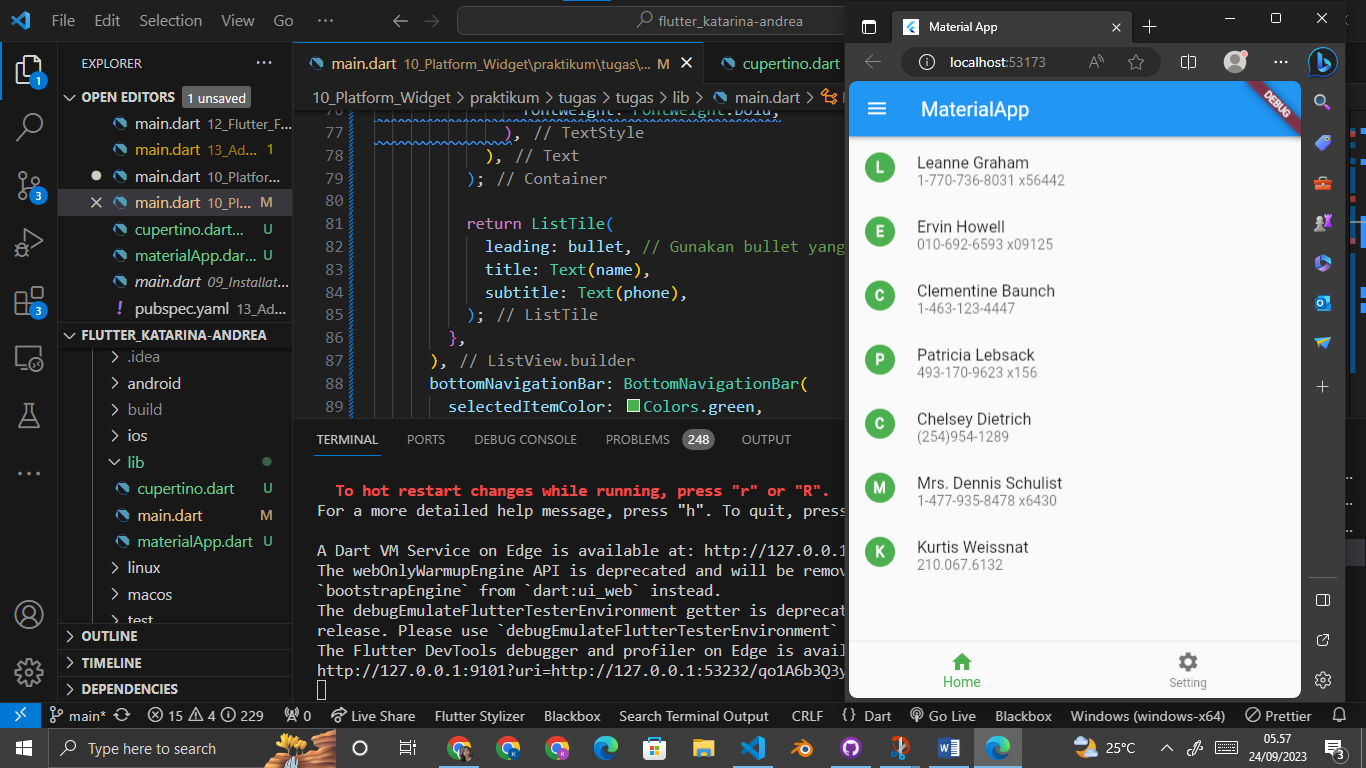 File Edit Selection View Go ···
flutter_katarina-andrea
EXPLORER
OPEN EDITORS 1 unsaved
main.dart 12_Flutter_F...
main.dart 13_Ad... 1
main.dart 10_Platfor...
main.dart 10_Pl... M
cupertino.dart... U
materialApp.dar... U
main.dart 09_Installat...
! pubspec.yaml 13_Ad...
FLUTTER_KATARINA-ANDREA
.idea
android
build
ios
lib
cupertino.dart U
main.dart M
materialApp.dart U
linux
macos
test
OUTLINE
TIMELINE
DEPENDENCIES
1
3
3
main.dart 10_Platform_Widget\praktikum\tugas\... M
cupertino.dart
10_Platform_Widget > praktikum > tugas > tugas > lib > main.dart >
76 fontWeight: FontWeight.bold,
77 ), // TextStyle
78 ), // Text
79 ); // Container
80
81 return ListTile(
82 leading: bullet, // Gunakan bullet yang
83 title: Text(name),
84 subtitle: Text(phone),
85 ); // ListTile
86 },
87 ), // ListView.builder
88 bottomNavigationBar: BottomNavigationBar(
89 selectedItemColor: Colors.green,
TERMINAL PORTS DEBUG CONSOLE PROBLEMS 248 OUTPUT
To hot restart changes while running, press "r" or "R".
For a more detailed help message, press "h". To quit, press
A Dart VM Service on Edge is available at: http://127.0.0.1
The webOnlyWarmupEngine API is deprecated and will be remov
`bootstrapEngine` from `dart:ui_web` instead.
The debugEmulateFlutterTesterEnvironment getter is deprecat
release. Please use `debugEmulateFlutterTesterEnvironment`
The Flutter DevTools debugger and profiler on Edge is avail
http://127.0.0.1:9101?uri=http://127.0.0.1:53232/qo1A6b3Q3y
Material App
localhost:53173
MaterialApp
DEBUG
L Leanne Graham
1-770-736-8031 x56442
E Ervin Howell
010-692-6593 x09125
C Clementine Baunch
1-463-123-4447
P Patricia Lebsack
493-170-9623 x156
C Chelsey Dietrich
(254)954-1289
M Mrs. Dennis Schulist
1-477-935-8478 x6430
K Kurtis Weissnat
210.067.6132
Home Setting
main* 15 4 229 0 Live Share Flutter Stylizer Blackbox Search Terminal Output CRLF {} Dart Go Live Blackbox Windows (windows-x64) Prettier
Type here to search
25°C
05.57
24/09/2023
3